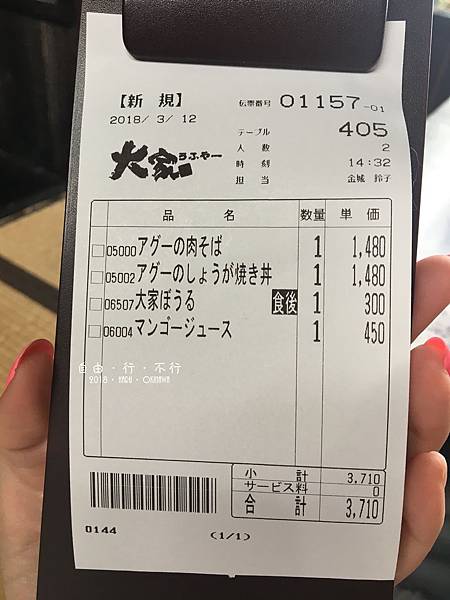 【新 規】 伝票番号 01157-01
2018/ 3/ 12 テーブル 405
人 数 2
大家 うふやー 時 刻 14:32
担 当 金城 鈴子
品 名 数量 単 価
05000 アグーの肉そば 1 1,480
05002 アグーのしょうが焼き丼 1 1,480
06507 大家ぼうる 食後 1 300
06004 マンゴージュース 1 450
自由・行・不行
2018・HARU・OKINAWA
小 計 3,710
サービス料 0
合 計 3,710
0144 (1/1)